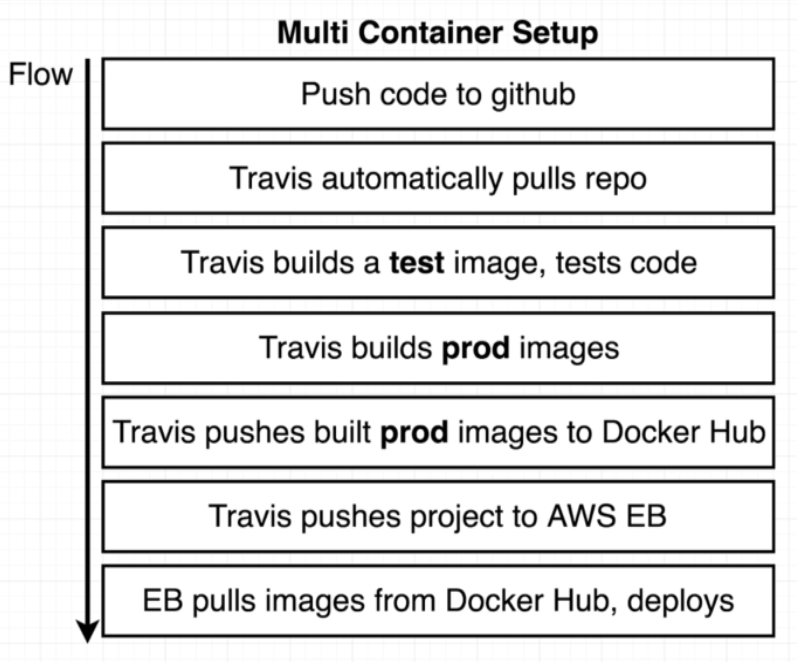 Multi Container Setup
Flow
Push code to github
Travis automatically pulls repo
Travis builds a test image, tests code
Travis builds prod images
Travis pushes built prod images to Docker Hub
Travis pushes project to AWS EB
EB pulls images from Docker Hub, deploys